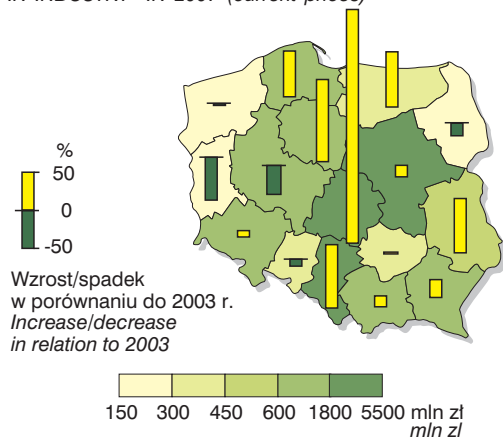 IN INDUSTRY IN 2007 (current prices)
%
50
0
-50
Wzrost/spadek
w porównaniu do 2003 r.
Increase/decrease
in relation to 2003
150 300 450 600 1800 5500 mln zł
mln zl